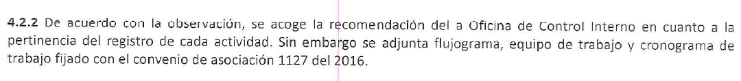 4.2.2 De acuerdo con la observación, se acoge la recomendación del a Oficina de Control Interno en cuanto a la
pertinencia del registro de cada actividad. Sin embargo se adjunta flujograma, equipo de trabajo y cronograma de
trabajo fijado con el convenio de asociación 1127 del 2016.